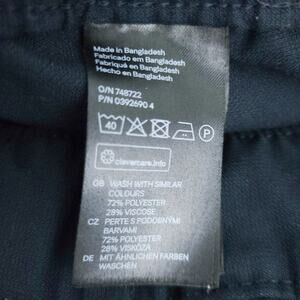 Made in Bangladesh
Fabricado em Bangladesh
Fabriqué en Bangladesh
Hecho en Bangladesh
O/N 748722
P/N 0392690 4
40
P
clevercare.info
GB WASH WITH SIMILAR
COLOURS
72% POLYESTER
28% VISCOSE
CZ PERTE S PODOBNÝMI
BARVAMI
72% POLYESTER
28% VISKÓZA
DE MIT ÄHNLICHEN FARBEN
WASCHEN